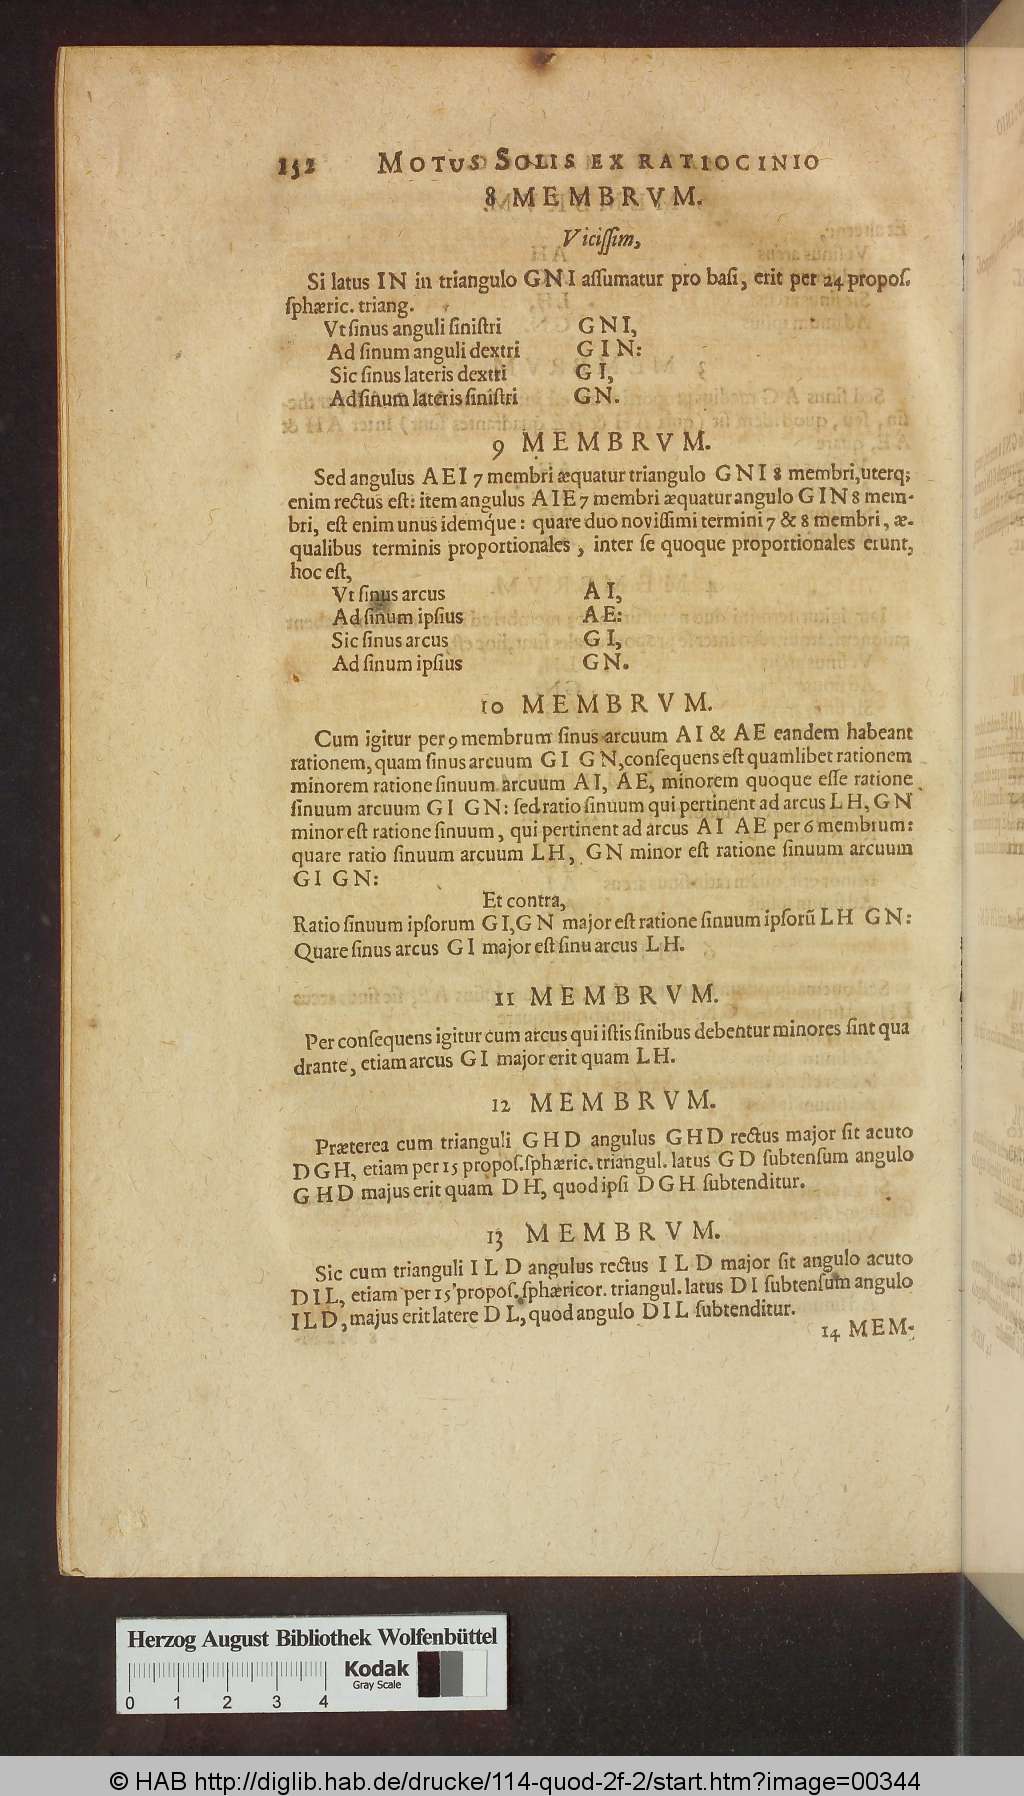 152 MOTUS SOLIS EX RATIOCINIO
8 MEMBRVM.
Viciſſim,
Si latus IN in triangulo GNI aſſumatur pro baſi, erit per 24 propoſ.
ſphæric. triang.
Vt ſinus anguli ſiniſtri GNI,
Ad ſinum anguli dextri GIN:
Sic ſinus lateris dextri GI,
Ad ſinum lateris ſiniſtri GN.
9 MEMBRVM.
Sed angulus AEI 7 membri æquatur triangulo GNI 8 membri, uterq;
enim rectus eſt: item angulus AIE 7 membri æquatur angulo GIN 8 mem-
bri, eſt enim unus idemq́ue: quare duo noviſſimi termini 7 & 8 membri, æ-
qualibus terminis proportionales, inter ſe quoque proportionales erunt,
hoc eſt,
Vt ſinus arcus AI,
Ad ſinum ipſius AE:
Sic ſinus arcus GI,
Ad ſinum ipſius GN.
10 MEMBRVM.
Cum igitur per 9 membrum ſinus arcuum AI & AE eandem habeant
rationem, quam ſinus arcuum GI GN, conſequens eſt quamlibet rationem
minorem ratione ſinuum arcuum AI, AE, minorem quoque eſſe ratione
ſinuum arcuum GI GN: ſed ratio ſinuum qui pertinent ad arcus LH, GN
minor eſt ratione ſinuum, qui pertinent ad arcus AI AE per 6 membrum:
quare ratio ſinuum arcuum LH, GN minor eſt ratione ſinuum arcuum
GI GN:
Et contra,
Ratio ſinuum ipſorum GI, GN major eſt ratione ſinuum ipſorũ LH GN:
Quare ſinus arcus GI major eſt ſinu arcus LH.
11 MEMBRVM.
Per conſequens igitur cum arcus qui iſtis ſinibus debentur minores ſint qua
drante, etiam arcus GI major erit quam LH.
12 MEMBRVM.
Præterea cum trianguli GHD angulus GHD rectus major ſit acuto
DGH, etiam per 15 propoſ. ſphæric. triangul. latus GD ſubtenſum angulo
GHD majus erit quam DH, quod ipſi DGH ſubtenditur.
13 MEMBRVM.
Sic cum trianguli ILD angulus rectus ILD major ſit angulo acuto
DIL, etiam per 15 propoſ. ſphæricor. triangul. latus DI ſubtenſum angulo
ILD, majus erit latere DL, quod angulo DIL ſubtenditur.
14 MEM-
Herzog August Bibliothek Wolfenbüttel
Kodak
Gray Scale
0 1 2 3 4
© HAB http://diglib.hab.de/drucke/114-quod-2f-2/start.htm?image=00344